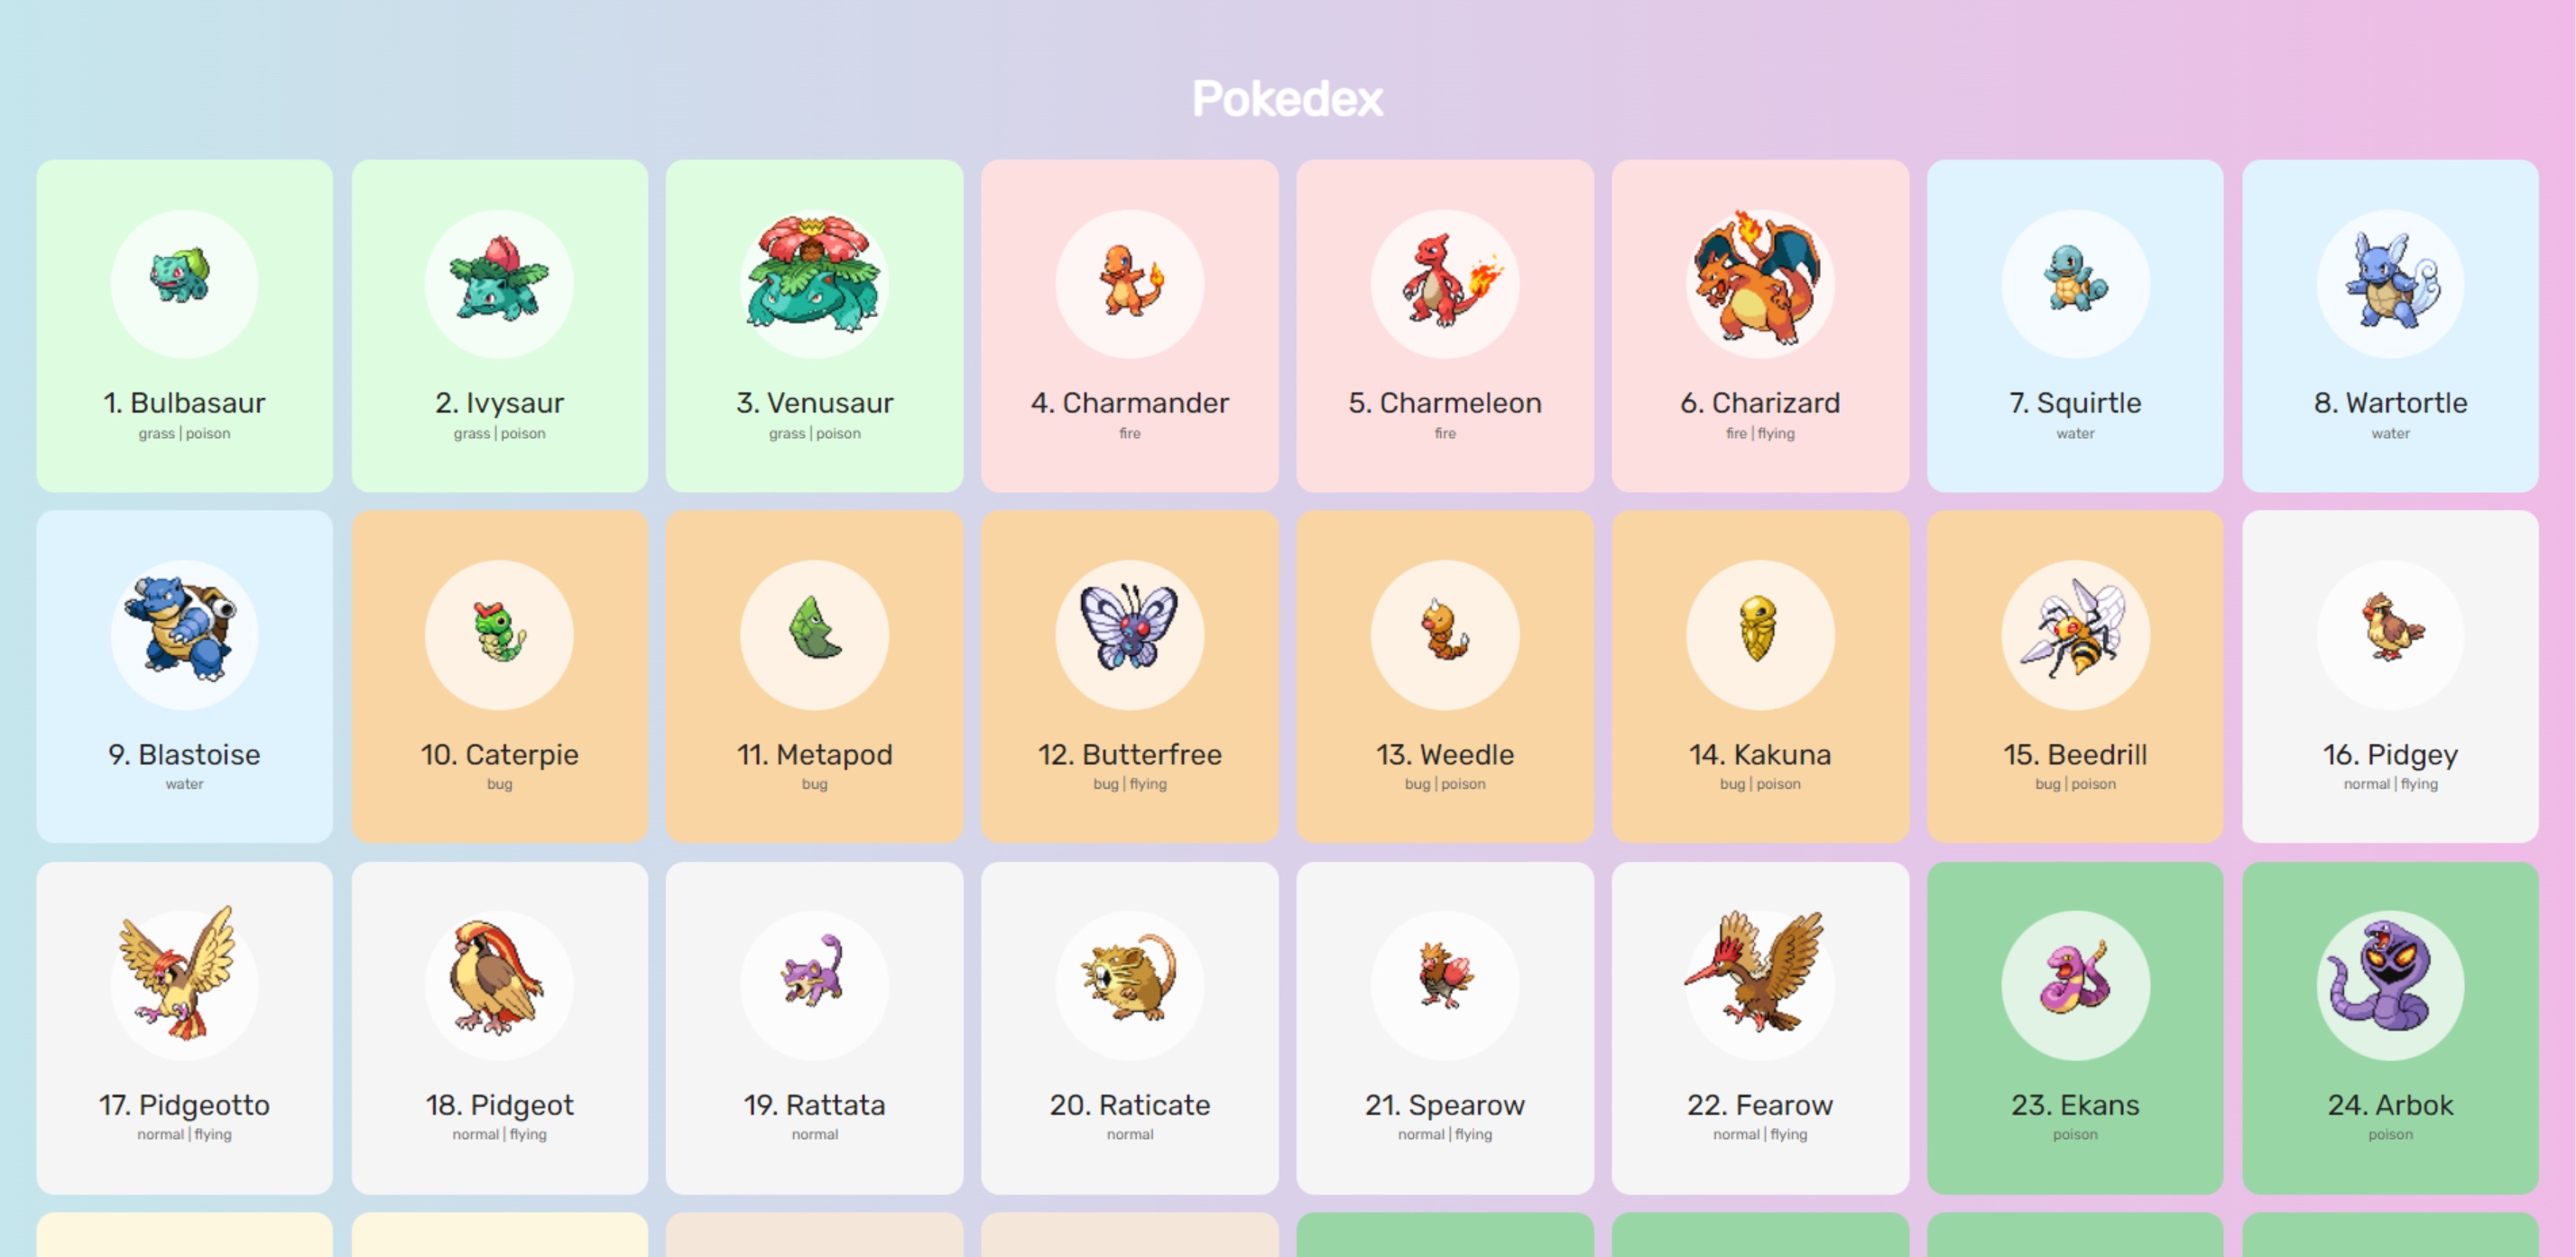 Pokedex
1. Bulbasaur
grass | poison
2. Ivysaur
grass | poison
3. Venusaur
grass | poison
4. Charmander
fire
5. Charmeleon
fire
6. Charizard
fire | flying
7. Squirtle
water
8. Wartortle
water
9. Blastoise
water
10. Caterpie
bug
11. Metapod
bug
12. Butterfree
bug | flying
13. Weedle
bug | poison
14. Kakuna
bug | poison
15. Beedrill
bug | poison
16. Pidgey
normal | flying
17. Pidgeotto
normal | flying
18. Pidgeot
normal | flying
19. Rattata
normal
20. Raticate
normal
21. Spearow
normal | flying
22. Fearow
normal | flying
23. Ekans
poison
24. Arbok
poison